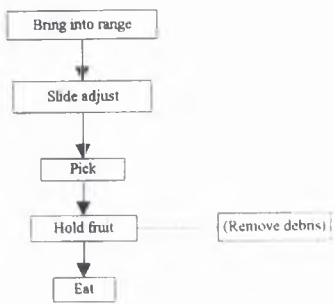 Bring into range
Slide adjust
Pick
Hold fruit
(Remove debris)
Eat